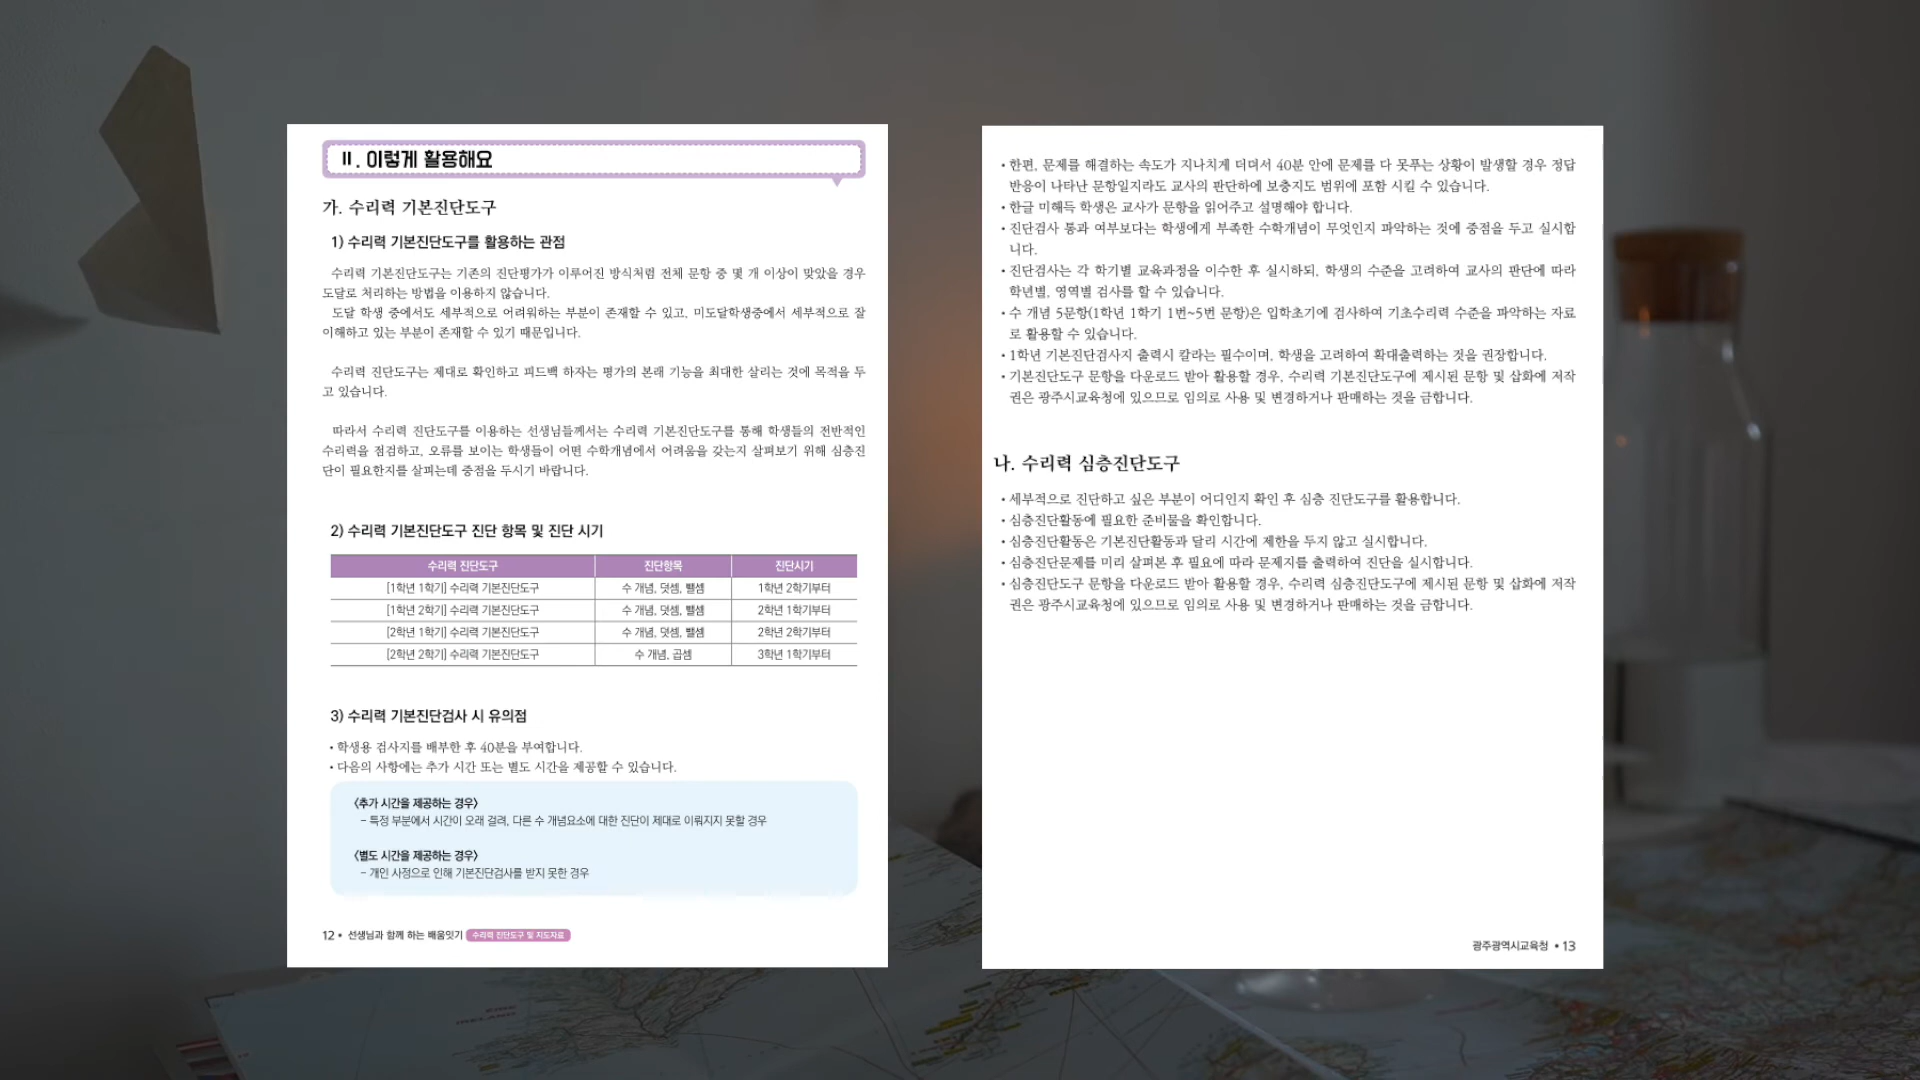 II. 이렇게 활용해요
가. 수리력 기본진단도구
1) 수리력 기본진단도구를 활용하는 관점
수리력 기본진단도구는 기존의 진단평가가 이루어진 방식처럼 전체 문항 중 몇 개 이상이 맞았을 경우
도달로 처리하는 방법을 이용하지 않습니다.
도달 학생 중에서도 세부적으로 어려워하는 부분이 존재할 수 있고, 미도달학생중에서 세부적으로 잘
이해하고 있는 부분이 존재할 수 있기 때문입니다.
수리력 진단도구는 제대로 확인하고 피드백 하자는 평가의 본래 기능을 최대한 살리는 것에 목적을 두
고 있습니다.
따라서 수리력 진단도구를 이용하는 선생님들께서는 수리력 기본진단도구를 통해 학생들의 전반적인
수리력을 점검하고, 오류를 보이는 학생들이 어떤 수학개념에서 어려움을 갖는지 살펴보기 위해 심층진
단이 필요한지를 살피는데 중점을 두시기 바랍니다.
2) 수리력 기본진단도구 진단 항목 및 진단 시기
수리력 진단도구 진단항목 진단시기
[1학년 1학기] 수리력 기본진단도구 수 개념, 덧셈, 뺄셈 1학년 2학기부터
[1학년 2학기] 수리력 기본진단도구 수 개념, 덧셈, 뺄셈 2학년 1학기부터
[2학년 1학기] 수리력 기본진단도구 수 개념, 덧셈, 뺄셈 2학년 2학기부터
[2학년 2학기] 수리력 기본진단도구 수 개념, 곱셈 3학년 1학기부터
3) 수리력 기본진단검사 시 유의점
• 학생용 검사지를 배부한 후 40분을 부여합니다.
• 다음의 사항에는 추가 시간 또는 별도 시간을 제공할 수 있습니다.
〈추가 시간을 제공하는 경우〉
- 특정 부분에서 시간이 오래 걸려, 다른 수 개념요소에 대한 진단이 제대로 이뤄지지 못할 경우
〈별도 시간을 제공하는 경우〉
- 개인 사정으로 인해 기본진단검사를 받지 못한 경우
12 • 선생님과 함께 하는 배움잇기 수리력 진단도구 및 지도자료
• 한편, 문제를 해결하는 속도가 지나치게 더뎌서 40분 안에 문제를 다 못푸는 상황이 발생할 경우 정답
반응이 나타난 문항일지라도 교사의 판단하에 보충지도 범위에 포함 시킬 수 있습니다.
• 한글 미해득 학생은 교사가 문항을 읽어주고 설명해야 합니다.
• 진단검사 통과 여부보다는 학생에게 부족한 수학개념이 무엇인지 파악하는 것에 중점을 두고 실시합
니다.
• 진단검사는 각 학기별 교육과정을 이수한 후 실시하되, 학생의 수준을 고려하여 교사의 판단에 따라
학년별, 영역별 검사를 할 수 있습니다.
• 수 개념 5문항(1학년 1학기 1번~5번 문항)은 입학초기에 검사하여 기초수리력 수준을 파악하는 자료
로 활용할 수 있습니다.
• 1학년 기본진단검사지 출력시 칼라는 필수이며, 학생을 고려하여 확대출력하는 것을 권장합니다.
• 기본진단도구 문항을 다운로드 받아 활용할 경우, 수리력 기본진단도구에 제시된 문항 및 삽화에 저작
권은 광주시교육청에 있으므로 임의로 사용 및 변경하거나 판매하는 것을 금합니다.
나. 수리력 심층진단도구
• 세부적으로 진단하고 싶은 부분이 어디인지 확인 후 심층 진단도구를 활용합니다.
• 심층진단활동에 필요한 준비물을 확인합니다.
• 심층진단활동은 기본진단활동과 달리 시간에 제한을 두지 않고 실시합니다.
• 심층진단문제를 미리 살펴본 후 필요에 따라 문제지를 출력하여 진단을 실시합니다.
• 심층진단도구 문항을 다운로드 받아 활용할 경우, 수리력 심층진단도구에 제시된 문항 및 삽화에 저작
권은 광주시교육청에 있으므로 임의로 사용 및 변경하거나 판매하는 것을 금합니다.
광주광역시교육청 • 13
IRELAND